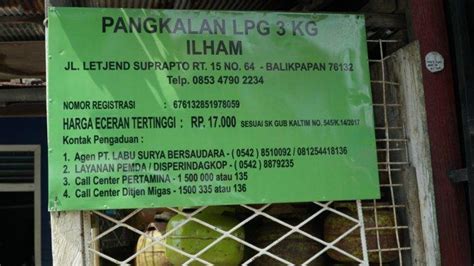 PANGKALAN LPG 3 KG
ILHAM
JL. LETJEND SUPRAPTO RT. 15 NO. 64 - BALIKPAPAN 76132
Telp. 0853 4790 2234
NOMOR REGISTRASI : 676132851978059
HARGA ECERAN TERTINGGI : RP. 17.000 SESUAI SK GUB KALTIM NO. 545/K.14/2017
Kontak Pengaduan :
1. Agen PT. LABU SURYA BERSAUDARA - ( 0542 ) 8510092 / 081254418136
2. LAYANAN PEMDA / DISPERINDAGKOP - ( 0542 ) 8879235
3. Call Center PERTAMINA - 1 500 000 atau 135
4. Call Center Ditjen Migas - 1500 335 atau 136